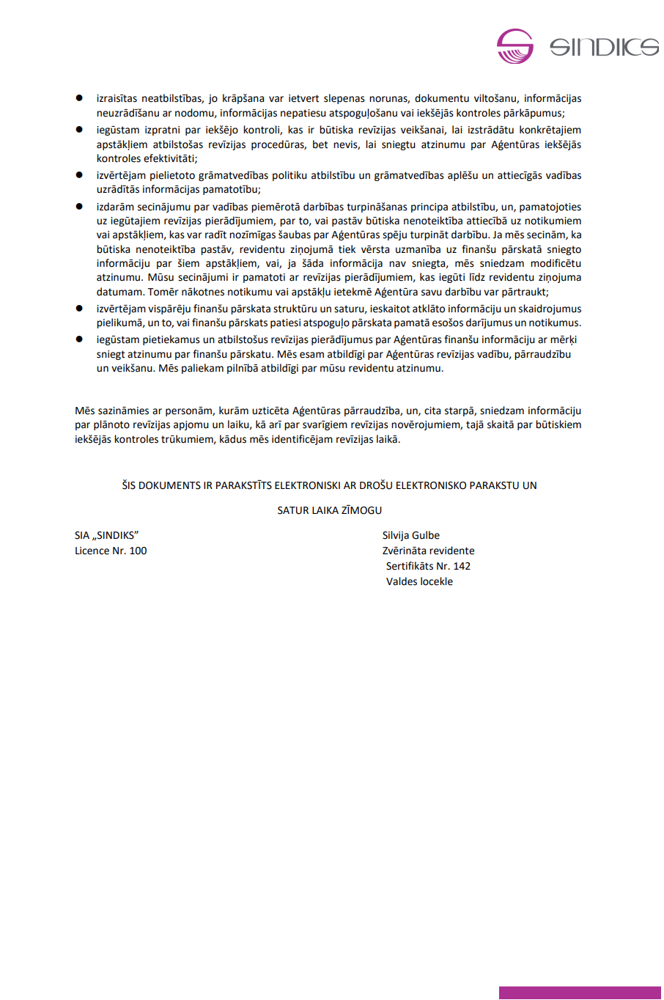 SINDIKS
● izraisītas neatbilstības, jo krāpšana var ietvert slepenas norunas, dokumentu viltošanu, informācijas
neuzrādīšanu ar nodomu, informācijas nepatiesu atspoguļošanu vai iekšējās kontroles pārkāpumus;
● iegūstam izpratni par iekšējo kontroli, kas ir būtiska revīzijas veikšanai, lai izstrādātu konkrētajiem
apstākļiem atbilstošas revīzijas procedūras, bet nevis, lai sniegtu atzinumu par Aģentūras iekšējās
kontroles efektivitāti;
● izvērtējam pielietoto grāmatvedības politiku atbilstību un grāmatvedības aplēšu un attiecīgās vadības
uzrādītās informācijas pamatotību;
● izdarām secinājumu par vadības piemērotā darbības turpināšanas principa atbilstību, un, pamatojoties
uz iegūtajiem revīzijas pierādījumiem, par to, vai pastāv būtiska nenoteiktība attiecībā uz notikumiem
vai apstākļiem, kas var radīt nozīmīgas šaubas par Aģentūras spēju turpināt darbību. Ja mēs secinām, ka
būtiska nenoteiktība pastāv, revidentu ziņojumā tiek vērsta uzmanība uz finanšu pārskatā sniegto
informāciju par šiem apstākļiem, vai, ja šāda informācija nav sniegta, mēs sniedzam modificētu
atzinumu. Mūsu secinājumi ir pamatoti ar revīzijas pierādījumiem, kas iegūti līdz revidentu ziņojuma
datumam. Tomēr nākotnes notikumu vai apstākļu ietekmē Aģentūra savu darbību var pārtraukt;
● izvērtējam vispārēju finanšu pārskata struktūru un saturu, ieskaitot atklāto informāciju un skaidrojumus
pielikumā, un to, vai finanšu pārskats patiesi atspoguļo pārskata pamatā esošos darījumus un notikumus.
● iegūstam pietiekamus un atbilstošus revīzijas pierādījumus par Aģentūras finanšu informāciju ar mērķi
sniegt atzinumu par finanšu pārskatu. Mēs esam atbildīgi par Aģentūras revīzijas vadību, pārraudzību
un veikšanu. Mēs paliekam pilnībā atbildīgi par mūsu revidentu atzinumu.
Mēs sazināmies ar personām, kurām uzticēta Aģentūras pārraudzība, un, cita starpā, sniedzam informāciju
par plānoto revīzijas apjomu un laiku, kā arī par svarīgiem revīzijas novērojumiem, tajā skaitā par būtiskiem
iekšējās kontroles trūkumiem, kādus mēs identificējam revīzijas laikā.
ŠIS DOKUMENTS IR PARAKSTĪTS ELEKTRONISKI AR DROŠU ELEKTRONISKO PARAKSTU UN
SATUR LAIKA ZĪMOGU
SIA „SINDIKS” Silvija Gulbe
Licence Nr. 100 Zvērināta revidente
Sertifikāts Nr. 142
Valdes locekle